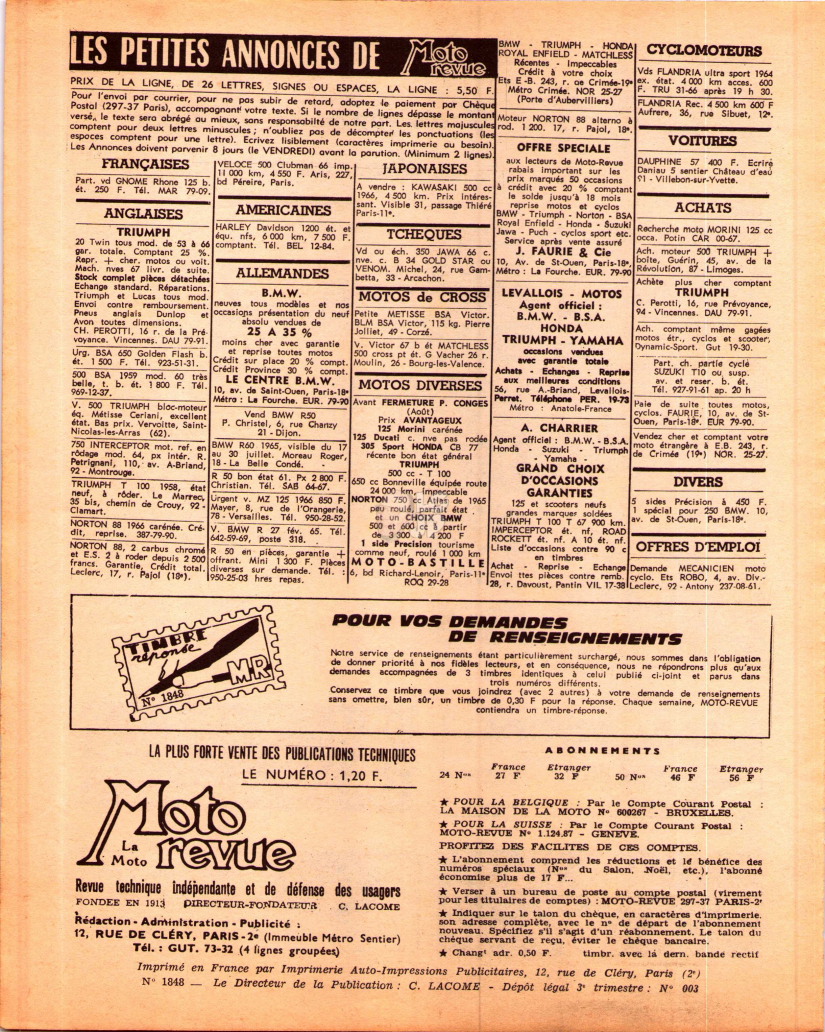 LES PETITES ANNONCES DE Moto revue
PRIX DE LA LIGNE, DE 26 LETTRES, SIGNES OU ESPACES, LA LIGNE : 5,50 F.
Pour l'envoi par courrier, pour ne pas subir de retard, adoptez le paiement par Chèque
Postal (297-37 Paris), accompagnant votre texte. Si le nombre de lignes dépasse le montant
versé, le texte sera abrégé au mieux, sans responsabilité de notre part. Les lettres majuscules
comptent pour deux lettres minuscules ; n'oubliez pas de décompter les ponctuations (les
espaces comptent pour une lettre). Ecrivez lisiblement (caractères imprimerie au besoin).
Les Annonces doivent parvenir 8 jours (le VENDREDI) avant la parution. (Minimum 2 lignes).
FRANÇAISES
Part. vd GNOME Rhone 125 b.
ét. 250 F. Tél. MAR 79-09.
ANGLAISES
TRIUMPH
20 Twin tous mod. de 53 à 66
gar. totale. Comptant 25 %.
Repr. + cher. motos ou voit.
Mach. nves 67 livr. de suite.
Stock complet pièces détachées
Echange standard. Réparations.
Triumph et Lucas tous mod.
Envoi contre remboursement.
Pneus anglais Dunlop et
Avon toutes dimensions.
CH. PEROTTI, 16 r. de la Pré-
voyance. Vincennes. DAU 79-91.
Urg. BSA 650 Golden Flash b.
ét. 1 500 F. Tél. 923-51-31.
500 BSA 1959 mod. 60 très
belle, t. b. ét. 1 800 F. Tél.
969-12-37.
V. 500 TRIUMPH bloc-moteur
éq. Métisse Ceriani, excellent
état. Bas prix. Vervoitte, Saint-
Nicolas-les-Arras (62).
750 INTERCEPTOR mot. ref. en
rôdage mod. 64, px intér. R.
Petrignani, 110, av. A-Briand,
92 - Montrouge.
TRIUMPH T 100 1958, état
neuf, à rôder. Le Marrec,
35 bis, chemin de Crouy, 92 -
Clamart.
NORTON 88 1966 carénée. Cré-
dit, reprise. 387-79-90.
NORTON 88, 2 carbus chromé
et E.S. 2 à roder depuis 2 500
francs. Garantie, Crédit total.
Leclerc, 17, r. Pajol (18ᵉ).
VELOCE 500 Clubman 66 imp.
11 000 km, 4 550 F. Aris, 227,
bd Péreire, Paris.
AMERICAINES
HARLEY Davidson 1200 ét. et
équ. nfs, 6 000 km, 7 500 F.
comptant. Tél. BEL 12-84.
ALLEMANDES
B.M.W.
neuves tous modèles et nos
occasions présentation du neuf
absolu vendues de
25 A 35 %
moins cher avec garantie
et reprise toutes motos
Crédit sur place 20 % compt.
Crédit Province 30 % compt.
LE CENTRE B.M.W.
10, av. de Saint-Ouen, Paris-18ᵉ
Métro : La Fourche. EUR. 79-90
Vend BMW R50
P. Christel, 6, rue Chanzy
21 - Dijon.
BMW R60 1965, visible du 17
au 30 juillet. Moreau Roger,
18 - La Belle Condé.
R 50 bon état 61. Px 2 800 F.
Christian. Tél. SAB 64-67.
Urgent v. MZ 125 1966 850 F.
Mayer, 8, rue de l'Orangerie,
78 - Versailles. Tél. 950-28-52.
V. BMW R 27 fév. 65. Tél.
642-59-69, poste 318.
R 50 en pièces, garantie +
offrant. Mini 1 300 F. Pièces
diverses sur demande. Tél. :
950-25-03 hres repas.
JAPONAISES
A vendre : KAWASAKI 500 cc
1966, 4 500 km. Prix intéres-
sant. Visible 31, passage Thiéré
Paris-11ᵉ.
TCHEQUES
Vd ou éch. 350 JAWA 66 c.
nve. c. B 34 GOLD STAR ou
VENOM. Michel, 24, rue Gam-
betta, 33 - Arcachon.
MOTOS de CROSS
Petite METISSE BSA Victor.
BLM BSA Victor, 115 kg. Pierre
Jolliet, 49 - Corzé.
V. Victor 67 b ét MATCHLESS
500 cross pt ét. G Vacher 26 r.
Moulin, 26 - Bourg-les-Valence.
MOTOS DIVERSES
Avant FERMETURE P. CONGES
(Août)
Prix AVANTAGEUX
125 Morini carénée
125 Ducati c. nve pas rodée
305 Sport HONDA CB 77
récente bon état général
TRIUMPH
500 cc - T 100
650 cc Bonneville équipée route
24 000 km, impeccable
NORTON 750 cc Atlas de 1965
peu roulé parfait état
et un CHOIX BMW
500 et 600 cc à partir
de 3 300 à 4 200 F
1 side Precision tourisme
comme neuf, roulé 1 000 km
MOTO-BASTILLE
6, bd Richard-Lenoir, Paris-11ᵉ
ROQ 29-28
BMW - TRIUMPH - HONDA
ROYAL ENFIELD - MATCHLESS
Récentes - Impeccables
Crédit à votre choix
Ets E-B. 243, r. de Crimée-19ᵉ
Métro Crimée. NOR 25-27
(Porte d'Aubervilliers)
Moteur NORTON 88 alterno à
rod. 1 200. 17, r. Pajol, 18ᵉ.
OFFRE SPECIALE
aux lecteurs de Moto-Revue
rabais important sur les
prix marqués 50 occasions
à crédit avec 20 % comptant
le solde jusqu'à 18 mois
reprise motos et cyclos
BMW - Triumph - Norton - BSA
Royal Enfield - Honda - Suzuki
Jawa - Puch - cyclos sport etc.
Service après vente assuré
J. FAURIE & Cie
10, Av. de St-Ouen, Paris-18ᵉ
Métro : La Fourche. EUR. 79-90
LEVALLOIS - MOTOS
Agent officiel :
B.M.W. - B.S.A.
HONDA
TRIUMPH - YAMAHA
occasions vendues
avec garantie totale
Achats - Echanges - Reprise
aux meilleures conditions
56, rue A.-Briand, Levallois-
Perret. Téléphone PER. 19-73
Métro : Anatole-France
A. CHARRIER
Agent officiel : B.M.W. - B.S.A.
Honda - Suzuki - Triumph
- Yamaha -
GRAND CHOIX
D'OCCASIONS
GARANTIES
125 et scooters neufs
grandes marques soldées
TRIUMPH T 100 T 67 900 km.
IMPERCEPTOR ét. nf, ROAD
ROCKETT ét. nf. A 10 ét. nf.
Liste d'occasions contre 90 c
en timbres
Achat - Reprise - Echange
Envoi ttes pièces contre remb.
28, r. Davoust, Pantin VIL 17-38
CYCLOMOTEURS
Vds FLANDRIA ultra sport 1964
ex. état. 4 000 km acces. 600
F. TRU 31-66 après 19 h 30.
FLANDRIA Rec. 4 500 km 600 F
Aufrere, 36, rue Sibuet, 12ᵉ.
VOITURES
DAUPHINE 57 400 F. Ecrire
Daniau 5 sentier Château d'eau
91 - Villebon-sur-Yvette.
ACHATS
Recherche moto MORINI 125 cc
occa. Potin CAR 00-67.
Ach. moteur 500 TRIUMPH +
boîte, Guérin, 45, av. de la
Révolution, 87 - Limoges.
Achète plus cher comptant
TRIUMPH
C. Perotti, 16, rue Prévoyance,
94 - Vincennes. DAU 79-91.
Ach. comptant même gagées
motos étr., cyclos et scooter,
Dynamic-Sport. Gut 19-30.
Part. ch. partie cycle
SUZUKI T10 ou susp.
av. et reser. b. ét.
Tél. 927-91-61 ap. 20 h
Paie de suite toutes motos,
cyclos. FAURIE, 10, av. de St-
Ouen, Paris-18ᵉ. EUR 79-90.
Vendez cher et comptant votre
moto étrangère à E.B. 243, r.
de Crimée (19ᵉ) NOR. 25-27.
DIVERS
5 sides Précision à 450 F.
1 spécial pour 250 BMW. 10,
av. de St-Ouen, Paris-18ᵉ.
OFFRES D'EMPLOI
Demande MECANICIEN moto
cyclo. Ets ROBO, 4, av. Div.-
Leclerc, 92 - Antony 237-08-61.
TIMBRE
réponse
M.R
N° 1848
POUR VOS DEMANDES
DE RENSEIGNEMENTS
Notre service de renseignements étant particulièrement surchargé, nous sommes dans l'obligation
de donner priorité à nos fidèles lecteurs, et en conséquence, nous ne répondrons plus qu'aux
demandes accompagnées de 3 timbres identiques à celui publié ci-joint et parus dans
trois numéros différents.
Conservez ce timbre que vous joindrez (avec 2 autres) à votre demande de renseignements
sans omettre, bien sûr, un timbre de 0,30 F pour la réponse. Chaque semaine, MOTO-REVUE
contiendra un timbre-réponse.
LA PLUS FORTE VENTE DES PUBLICATIONS TECHNIQUES
LE NUMÉRO : 1,20 F.
La Moto
Moto revue
Revue technique indépendante et de défense des usagers
FONDÉE EN 1913 DIRECTEUR-FONDATEUR C. LACOME
Rédaction - Administration - Publicité :
12, RUE DE CLÉRY, PARIS - 2ᵉ (Immeuble Métro Sentier)
Tél. : GUT. 73-32 (4 lignes groupées)
ABONNEMENTS
France Etranger France Etranger
24 Nᵒˢ 27 F 32 F 50 Nᵒˢ 46 F 56 F
★ POUR LA BELGIQUE : Par le Compte Courant Postal :
LA MAISON DE LA MOTO N° 600267 - BRUXELLES.
★ POUR LA SUISSE : Par le Compte Courant Postal :
MOTO-REVUE N° 1.124.87 - GENEVE.
PROFITEZ DES FACILITES DE CES COMPTES.
★ L'abonnement comprend les réductions et le bénéfice des
numéros spéciaux (Nᵒˢ du Salon, Noël, etc.), l'abonné
économise plus de 17 F...
★ Verser à un bureau de poste au compte postal (virement
pour les titulaires de comptes) : MOTO-REVUE 297-37 PARIS-2ᵉ
★ Indiquer sur le talon du chèque, en caractères d'imprimerie,
son adresse complète, avec le n° de départ de l'abonnement
nouveau. Spécifiez s'il s'agit d'un réabonnement. Le talon du
chèque servant de reçu, éviter le chèque bancaire.
★ Changᵗ adr. 0,50 F. timbr. avec la dern. bande rectif
Imprimé en France par Imprimerie Auto-Impressions Publicitaires, 12, rue de Cléry, Paris (2ᵉ)
N° 1848 — Le Directeur de la Publication : C. LACOME - Dépôt légal 3ᵉ trimestre : N° 003